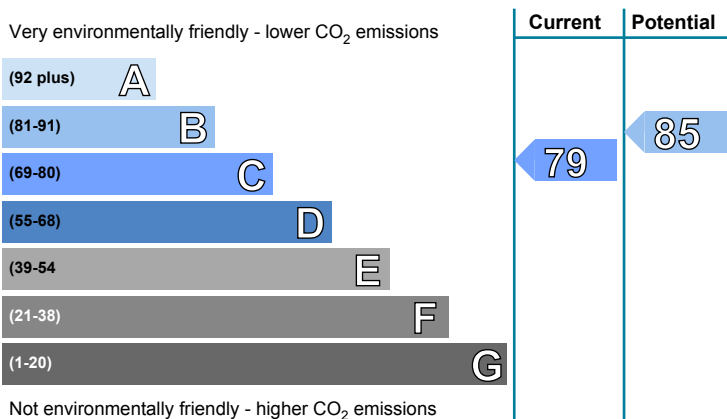 Very environmentally friendly - lower CO2 emissions
Current
Potential
(92 plus) A
(81-91) B
(69-80) C
(55-68) D
(39-54 E
(21-38) F
(1-20) G
79
85
Not environmentally friendly - higher CO2 emissions